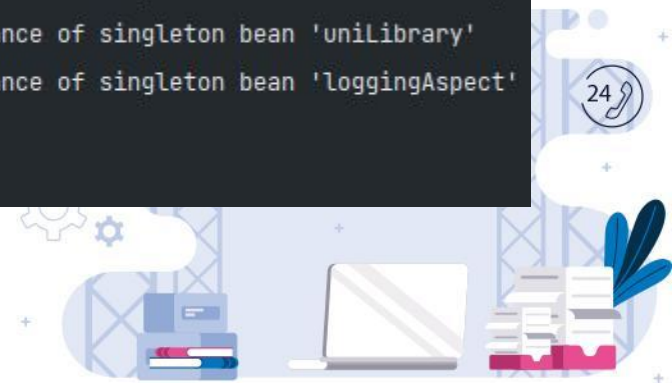 nce of singleton bean 'uniLibrary'
nce of singleton bean 'loggingAspect'
24